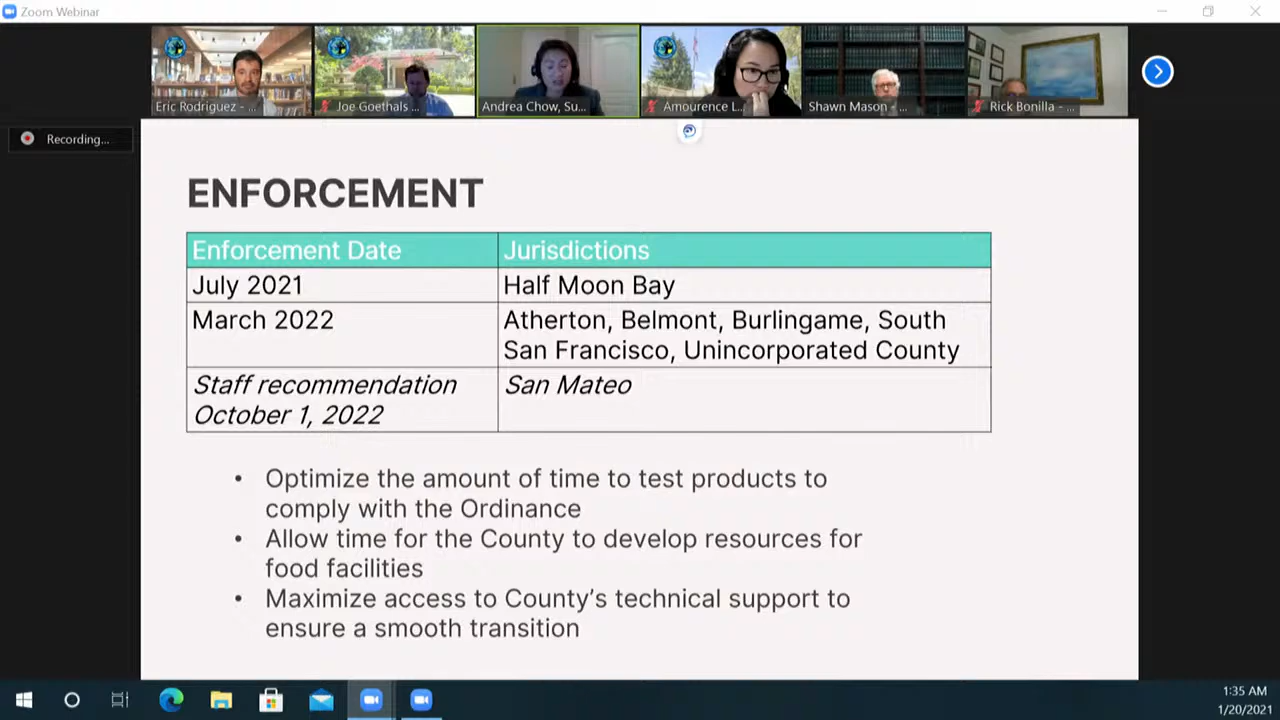 Zoom Webinar
Eric Rodriguez - ...
Joe Goethals ...
Andrea Chow, Su...
Amourence L...
Shawn Mason - ...
Rick Bonilla - ...
Recording...
ENFORCEMENT
Enforcement Date Jurisdictions
July 2021 Half Moon Bay
March 2022 Atherton, Belmont, Burlingame, South
San Francisco, Unincorporated County
Staff recommendation San Mateo
October 1, 2022
• Optimize the amount of time to test products to
comply with the Ordinance
• Allow time for the County to develop resources for
food facilities
• Maximize access to County's technical support to
ensure a smooth transition
1:35 AM
1/20/2021